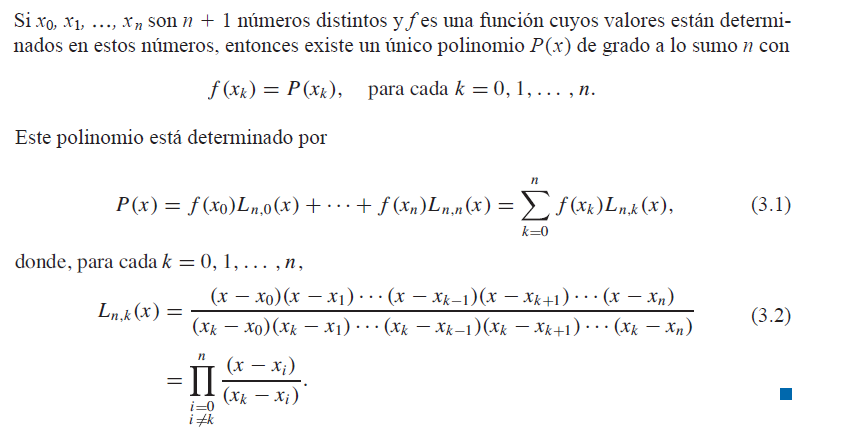 Si x₀, x₁, …, xₙ son n + 1 números distintos y f es una función cuyos valores están determi-
nados en estos números, entonces existe un único polinomio P(x) de grado a lo sumo n con
f(xₖ) = P(xₖ), para cada k = 0, 1, . . . , n.
Este polinomio está determinado por
P(x) = f(x₀)Lₙ,₀(x) + · · · + f(xₙ)Lₙ,ₙ(x) = ∑_{k=0}^{n} f(xₖ)Lₙ,ₖ(x), (3.1)
donde, para cada k = 0, 1, . . . , n,
Lₙ,ₖ(x) = \frac{(x − x₀)(x − x₁) · · · (x − xₖ₋₁)(x − xₖ₊₁) · · · (x − xₙ)}{(xₖ − x₀)(xₖ − x₁) · · · (xₖ − xₖ₋₁)(xₖ − xₖ₊₁) · · · (xₖ − xₙ)} (3.2)
= ∏_{i=0, i≠k}^{n} \frac{(x − xᵢ)}{(xₖ − xᵢ)}.